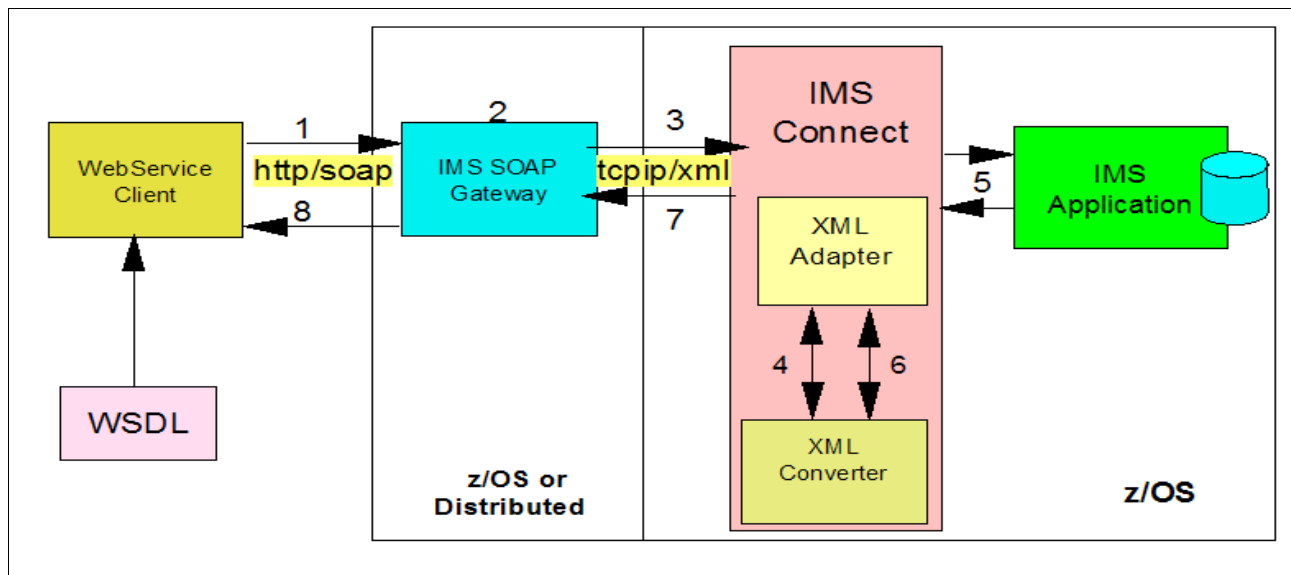 WebService
Client
1
http/soap
8
WSDL
2
IMS SOAP
Gateway
z/OS or
Distributed
3
tcpip/xml
7
IMS
Connect
XML
Adapter
4
6
XML
Converter
5
IMS
Application
z/OS